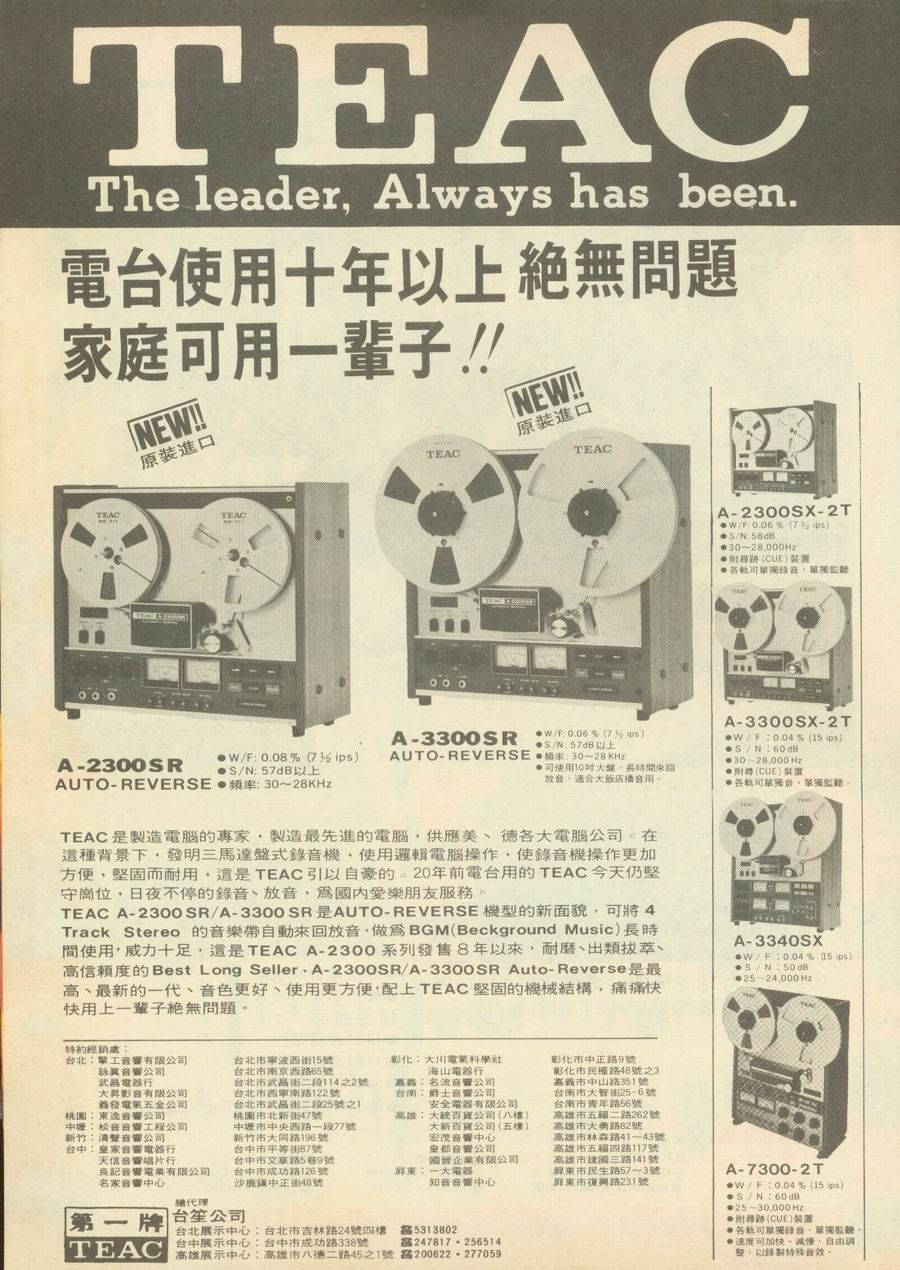 TEAC
The leader, Always has been.
電台使用十年以上絕無問題
家庭可用一輩子!!
NEW!!
原裝進口
NEW!!
原裝進口
TEAC
TEAC
TEAC A-2300SR
TEAC
TEAC
TEAC A-3300SR
A-2300SR
AUTO-REVERSE
●W/F: 0.08% (7½ ips)
●S/N: 57dB以上
●頻率: 30～28KHz
A-3300SR
AUTO-REVERSE
●W/F: 0.06% (7½ ips)
●S/N: 57dB以上
●頻率: 30～28KHz
●可使用10吋大盤，長時間來回
放音，適合大飯店播音用。
A-2300SX-2T
●W/F: 0.06% (7½ ips)
●S/N: 58dB
●30～28,000Hz
●附尋跡(CUE)裝置
●各軌可單獨錄音，單獨監聽
A-3300SX-2T
●W/F：0.04% (15 ips)
●S/N：60dB
●30－28,000Hz
●附尋(CUE)裝置
●各軌可單獨音，單獨監聽，
A-3340SX
●W/F：0.04% (15 ips)
●S/N：50dB
●25－24,000Hz
A-7300-2T
●W/F：0.04% (15 ips)
●S/N：60dB
●25～30,000Hz
●附尋跡(CUE)裝置
●各軌可單獨錄音，單獨監聽，
●速度可加快、減慢，自由調
整，以錄製特殊音效。
TEAC是製造電腦的專家，製造最先進的電腦，供應美、德各大電腦公司。在
這種背景下，發明三馬達盤式錄音機，使用邏輯電腦操作，使錄音機操作更加
方便，堅固而耐用，這是TEAC引以自豪的。20年前電台用的TEAC今天仍堅
守崗位，日夜不停的錄音、放音，爲國內愛樂朋友服務。
TEAC A-2300SR/A-3300SR是AUTO-REVERSE機型的新面貌，可將4
Track Stereo 的音樂帶自動來回放音，做爲BGM(Beckground Music)長時
間使用，威力十足，這是TEAC A-2300系列發售8年以來，耐磨、出類拔萃、
高信賴度的Best Long Seller，A-2300SR/A-3300SR Auto-Reverse是最
高、最新的一代、音色更好、使用更方便，配上TEAC堅固的機械結構，痛痛快
快用上一輩子絕無問題。
特約經銷處：
台北：擎工音響有限公司 台北市寧波西街15號
詠眞音響公司 台北市南京西路65號
武昌電器行 台北市武昌街二段114之2號
大昇影音有限公司 台北市西寧南路122號
義發電氣五金公司 台北市武昌街二段25號之1
桃園：東逸音響公司 桃園市北新街47號
中壢：松音音響工程公司 中壢市中央西路一段77號
新竹：清聲音響公司 新竹市大同路196號
台中：皇家音響電器行 台中市平等街87號
天信音響唱片行 台中市文華路5巷9號
良記音響電業有限公司 台中市成功路126號
名家音響中心 沙鹿鎮中正街48號
彰化：大川電氣科學社 彰化市中正路9號
海山電器行 彰化市民權路48號之3
嘉義：名流音響公司 嘉義市中山路351號
台南：爵士音響公司 台南市大智街25－6號
安全電器有限公司 台南市青年路56號
高雄：大統百貨公司(八樓) 高雄市五福二路262號
大新百貨公司(五樓) 高雄市大勇路82號
宏茂音響中心 高雄市林森路41～43號
皇都音響公司 高雄市五福四路117號
國晉企業有限公司 高雄市建國三路141號
屏東：一大電器 屏東市民生路57～3號
知音音響中心 屏東市復興路231號
第一牌
TEAC
總代理
台笙公司
台北展示中心：台北市吉林路24號四樓 ☎5313802
台中展示中心：台中市成功路338號 ☎247817・256514
高雄展示中心：高雄市八德二路45之1號 ☎200622・277059